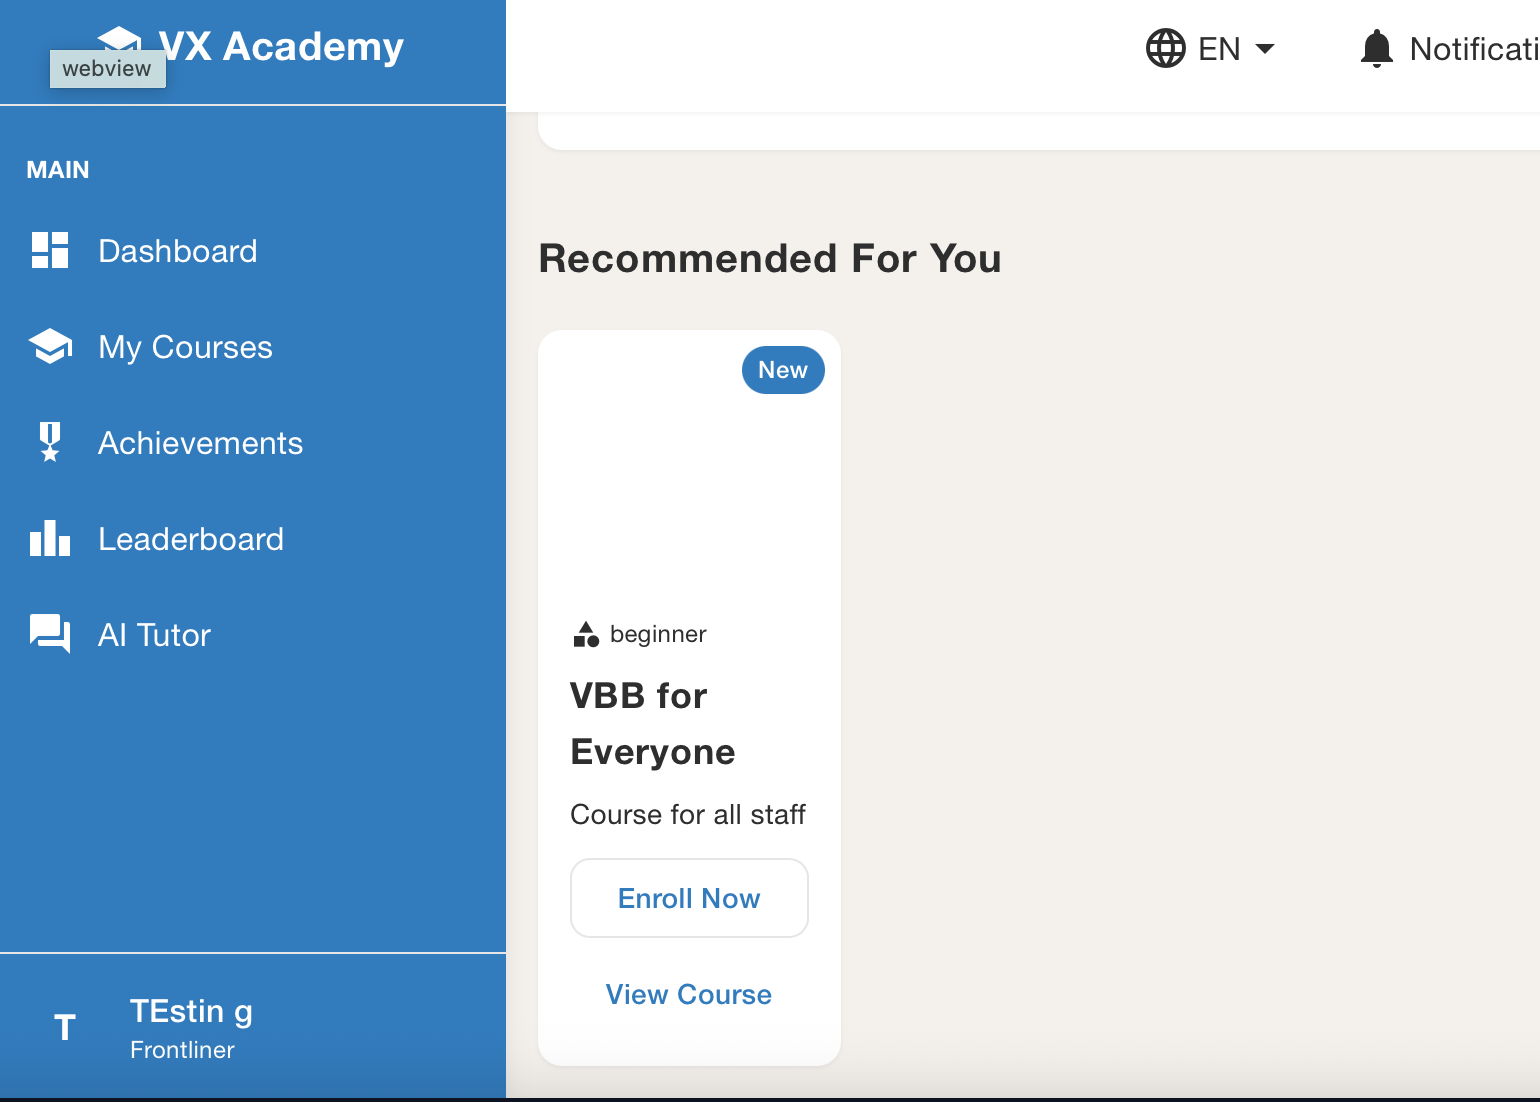 VX Academy
webview
MAIN
Dashboard
My Courses
Achievements
Leaderboard
AI Tutor
T
TEstin g
Frontliner
EN
Notificati
Recommended For You
New
beginner
VBB for
Everyone
Course for all staff
Enroll Now
View Course